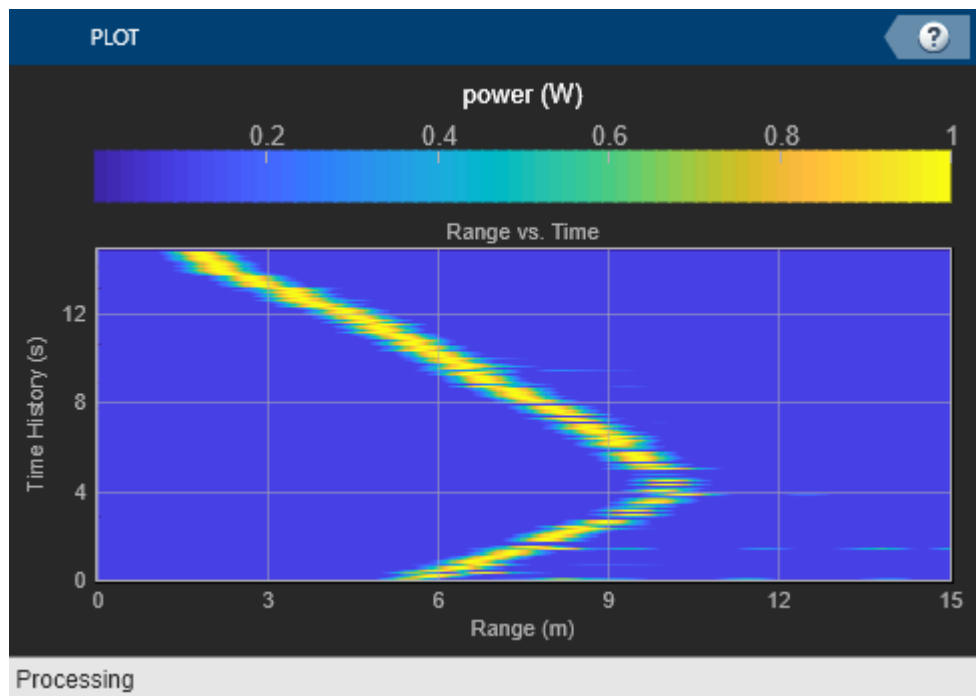 PLOT
?
power (W)
0.2 0.4 0.6 0.8 1
Range vs. Time
Time History (s)
12
8
4
0
0 3 6 9 12 15
Range (m)
Processing